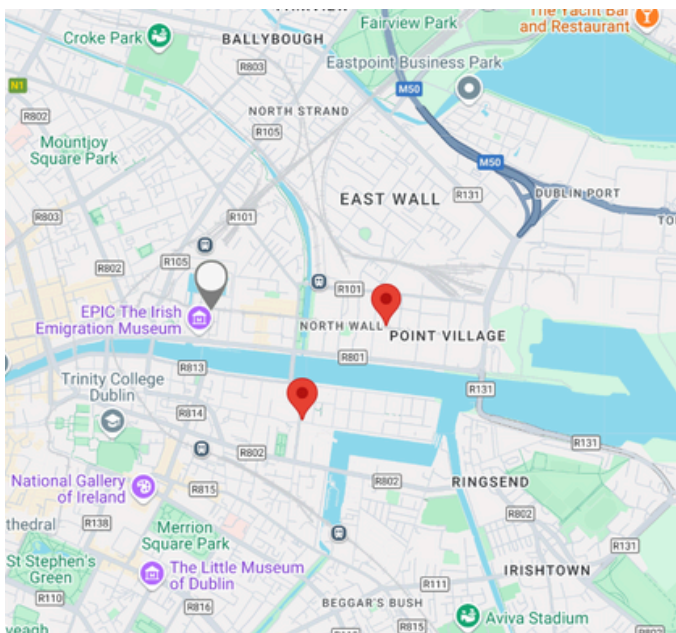 Fairview Park
The Yacht Bar
and Restaurant
Croke Park
BALLYBOUGH
R803
Eastpoint Business Park
N1
M50
R802
NORTH STRAND
R105
Mountjoy
Square Park
M50
EAST WALL
R131
DUBLIN PORT
R803
R101
R802
R105
R101
EPIC The Irish
Emigration Museum
NORTH WALL
POINT VILLAGE
R801
R813
Trinity College
Dublin
R131
R814
R131
R802
National Gallery
of Ireland
R815
R802
RINGSEND
R138
R802
Merrion
Square Park
R131
St Stephen's
Green
The Little Museum
of Dublin
IRISHTOWN
R111
R110
R816
BEGGAR'S BUSH
Aviva Stadium
R815
R802